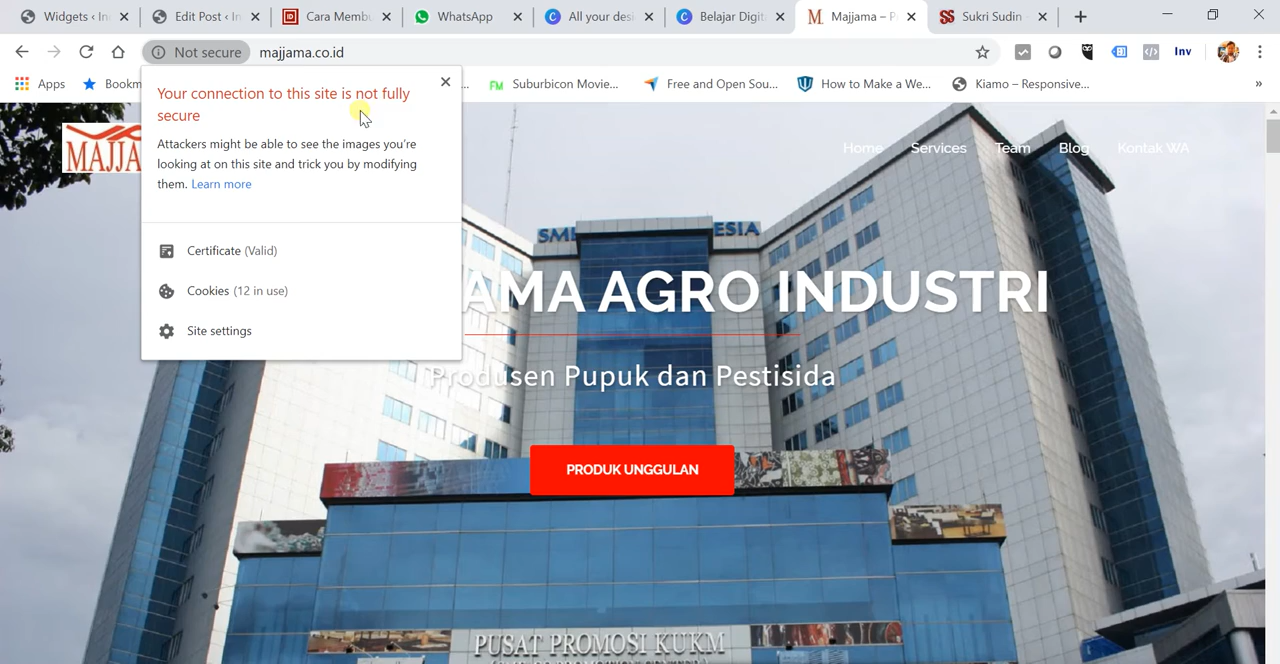 Widgets ‹ In
Edit Post ‹ In
Cara Membu
WhatsApp
All your desi
Belajar Digit
Majjama – P
Sukri Sudin
Not secure
majjama.co.id
Inv
Apps
Bookm
...
Suburbicon Movie...
Free and Open Sou...
How to Make a We...
Kiamo – Responsive...
»
Your connection to this site is not fully
secure
Attackers might be able to see the images you're
looking at on this site and trick you by modifying
them. Learn more
Certificate (Valid)
Cookies (12 in use)
Site settings
MAJJA
Home
Services
Team
Blog
Kontak WA
ESIA
AMA AGRO INDUSTRI
Produsen Pupuk dan Pestisida
PRODUK UNGGULAN
PUSAT PROMOSI KUKM